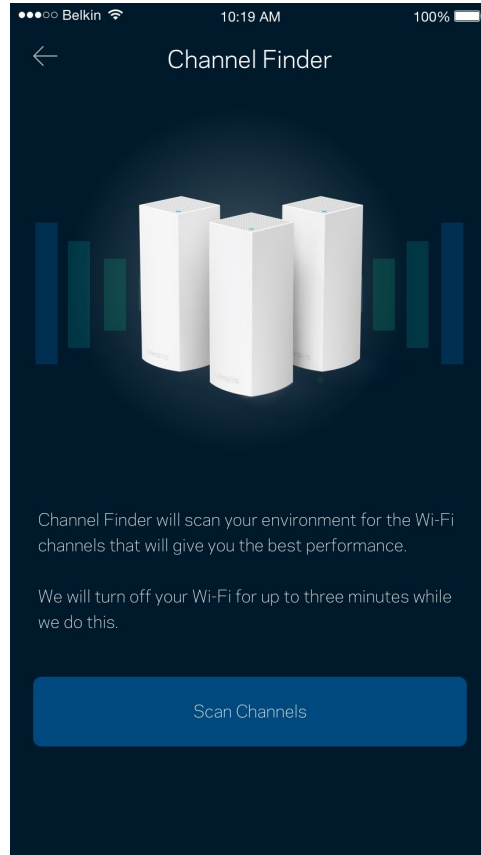 Belkin 10:19 AM 100%
Channel Finder
Channel Finder will scan your environment for the Wi-Fi
channels that will give you the best performance.
We will turn off your Wi-Fi for up to three minutes while
we do this.
Scan Channels